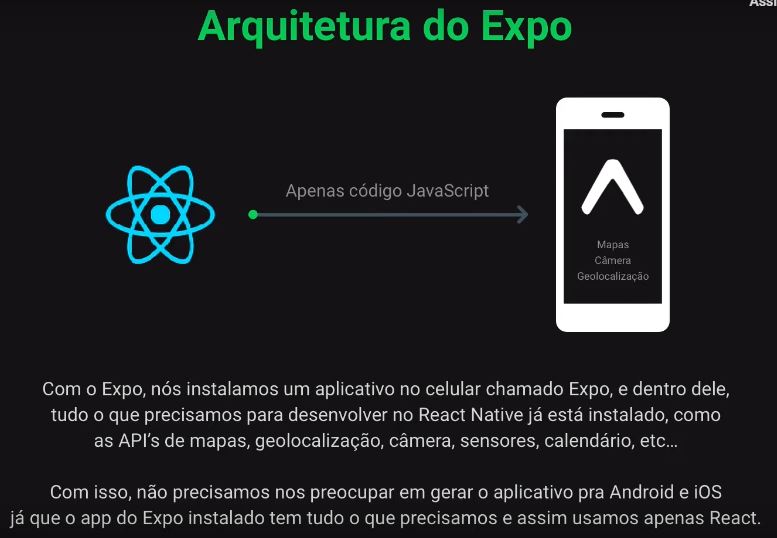 Assi
Arquitetura do Expo
Apenas código JavaScript
Mapas
Câmera
Geolocalização
Com o Expo, nós instalamos um aplicativo no celular chamado Expo, e dentro dele,
tudo o que precisamos para desenvolver no React Native já está instalado, como
as API’s de mapas, geolocalização, câmera, sensores, calendário, etc...
Com isso, não precisamos nos preocupar em gerar o aplicativo pra Android e iOS
já que o app do Expo instalado tem tudo o que precisamos e assim usamos apenas React.